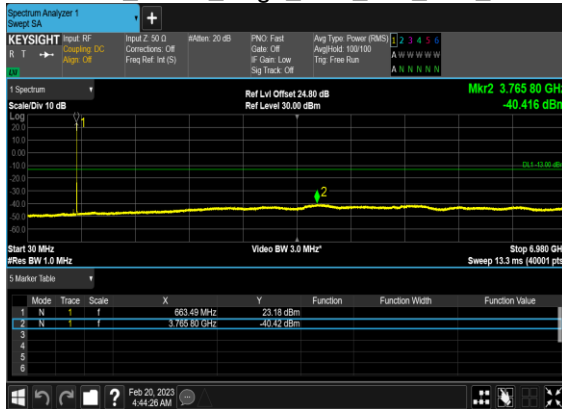 Spectrum Analyzer 1
Swept SA
+
KEYSIGHT Input: RF Input Z: 50 Ω #Atten: 20 dB PNO: Fast Avg Type: Power (RMS) 1 2 3 4 5 6
R T Coupling: DC Corrections: Off Gate: Off Avg|Hold: 100/100 A W W W W W
Align: Off Freq Ref: Int (S) IF Gain: Low Trig: Free Run
Sig Track: Off A N N N N N
LXI
1 Spectrum Ref Lvl Offset 24.80 dB Mkr2 3.765 80 GHz
Scale/Div 10 dB Ref Level 30.00 dBm -40.416 dBm
Log
20.0
10.0
0.00
-10.0
-20.0
-30.0
-40.0
-50.0
-60.0
1
DL1 -13.00 dBm
2
Start 30 MHz Video BW 3.0 MHz* Stop 6.980 GHz
#Res BW 1.0 MHz Sweep 13.3 ms (40001 pts)
5 Marker Table
Mode Trace Scale X Y Function Function Width Function Value
1 N 1 f 663.49 MHz 23.18 dBm
2 N 1 f 3.765 80 GHz -40.42 dBm
3
4
5
6
? Feb 20, 2023
4:44:26 AM